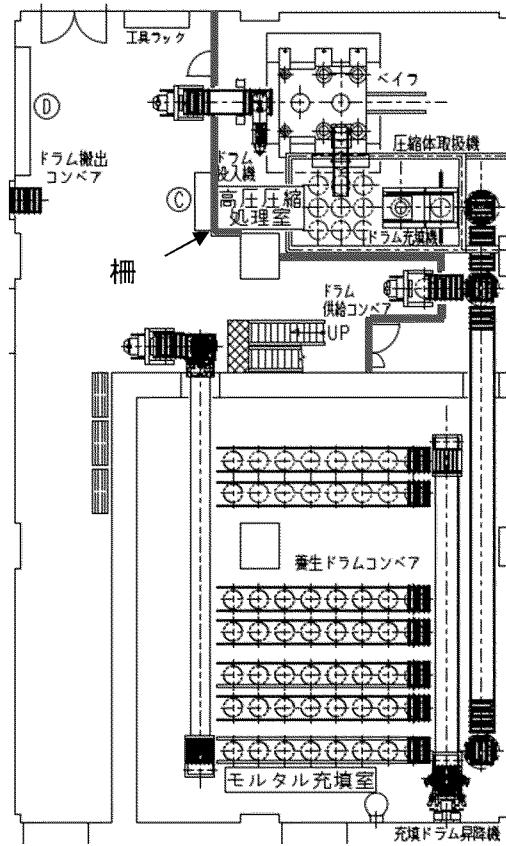 工具ラック
ベイラ
D
ドラム搬出
コンベア
ドラム
投入機
圧縮体取扱機
C
高圧圧縮
処理室
ドラム充填機
柵
ドラム
供給コンベア
UP
養生ドラムコンベア
モルタル充填室
充填ドラム昇降機